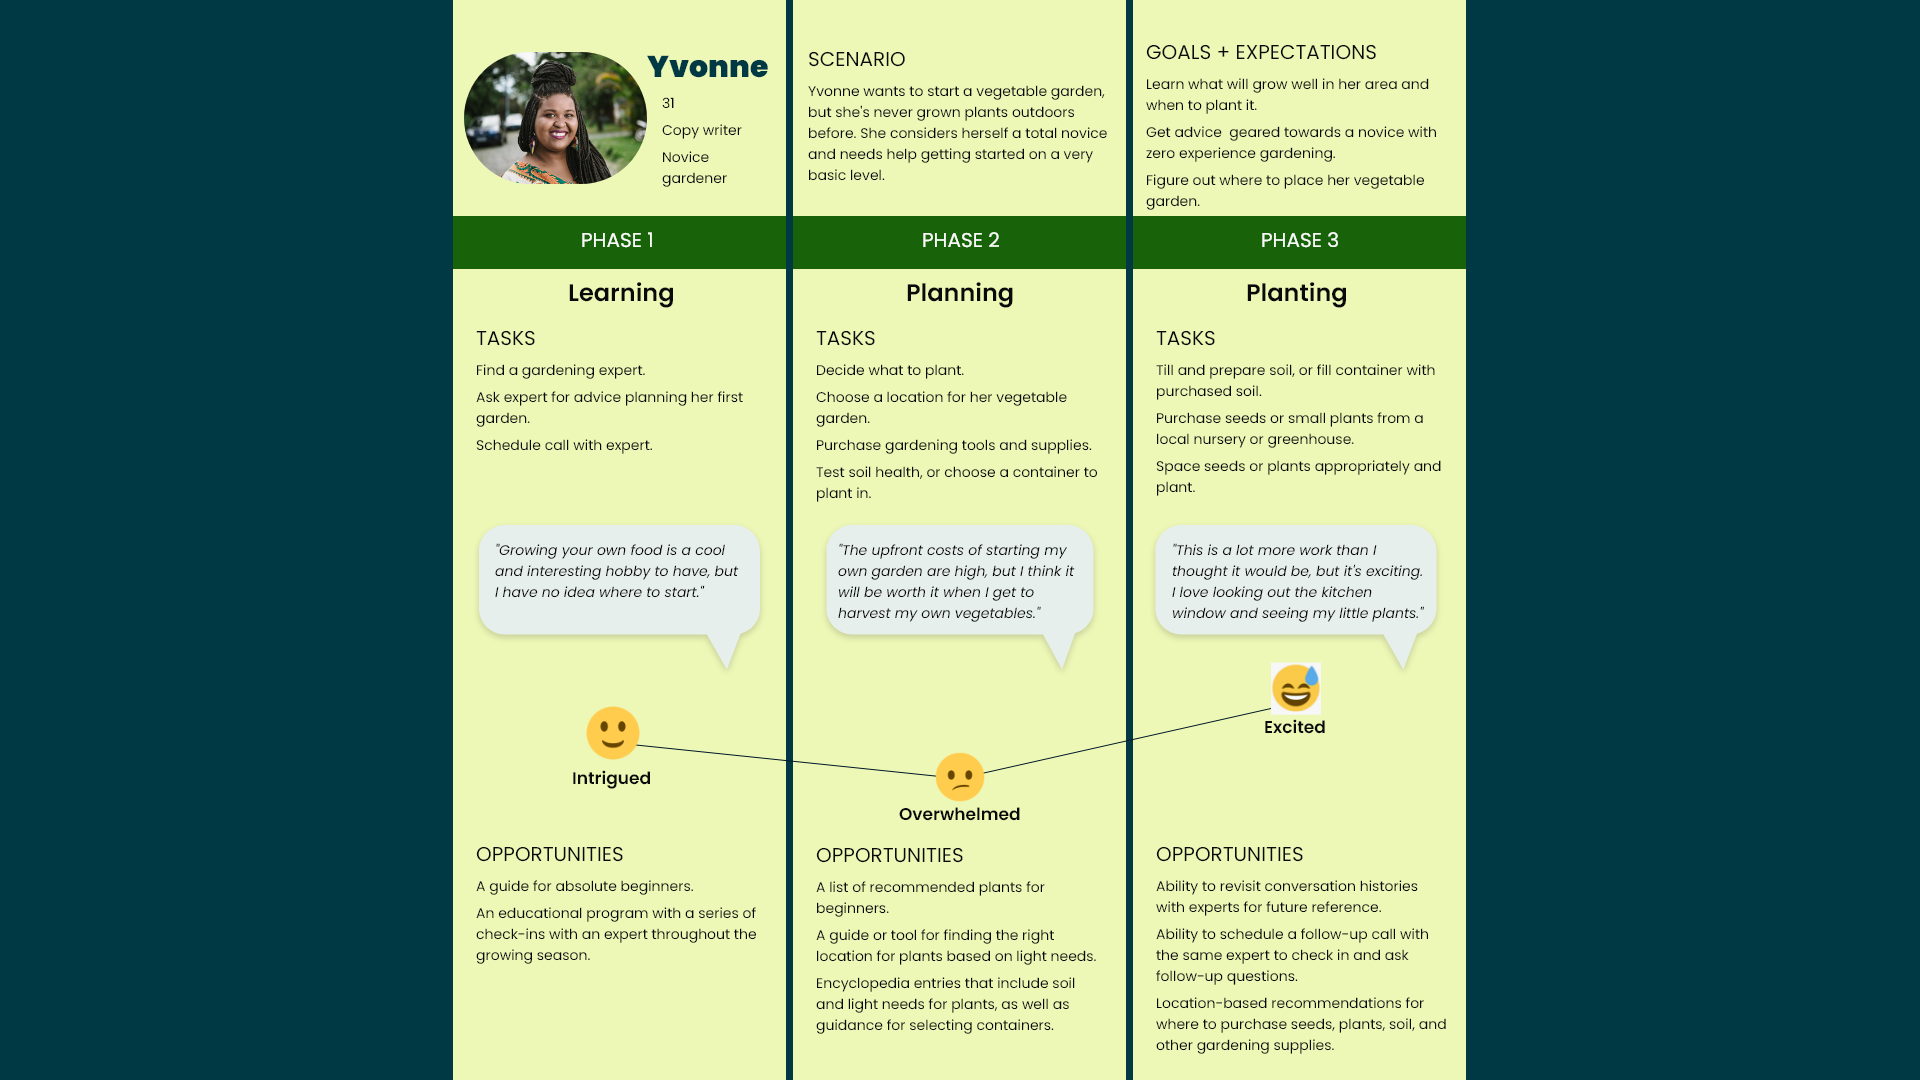 Yvonne
31
Copy writer
Novice
gardener
SCENARIO
Yvonne wants to start a vegetable garden,
but she's never grown plants outdoors
before. She considers herself a total novice
and needs help getting started on a very
basic level.
GOALS + EXPECTATIONS
Learn what will grow well in her area and
when to plant it.
Get advice  geared towards a novice with
zero experience gardening.
Figure out where to place her vegetable
garden.
PHASE 1
Learning
TASKS
Find a gardening expert.
Ask expert for advice planning her first
garden.
Schedule call with expert.
"Growing your own food is a cool
and interesting hobby to have, but
I have no idea where to start."
Intrigued
OPPORTUNITIES
A guide for absolute beginners.
An educational program with a series of
check-ins with an expert throughout the
growing season.
PHASE 2
Planning
TASKS
Decide what to plant.
Choose a location for her vegetable
garden.
Purchase gardening tools and supplies.
Test soil health, or choose a container to
plant in.
"The upfront costs of starting my
own garden are high, but I think it
will be worth it when I get to
harvest my own vegetables."
Overwhelmed
OPPORTUNITIES
A list of recommended plants for
beginners.
A guide or tool for finding the right
location for plants based on light needs.
Encyclopedia entries that include soil
and light needs for plants, as well as
guidance for selecting containers.
PHASE 3
Planting
TASKS
Till and prepare soil, or fill container with
purchased soil.
Purchase seeds or small plants from a
local nursery or greenhouse.
Space seeds or plants appropriately and
plant.
"This is a lot more work than I
thought it would be, but it's exciting.
I love looking out the kitchen
window and seeing my little plants."
Excited
OPPORTUNITIES
Ability to revisit conversation histories
with experts for future reference.
Ability to schedule a follow-up call with
the same expert to check in and ask
follow-up questions.
Location-based recommendations for
where to purchase seeds, plants, soil, and
other gardening supplies.